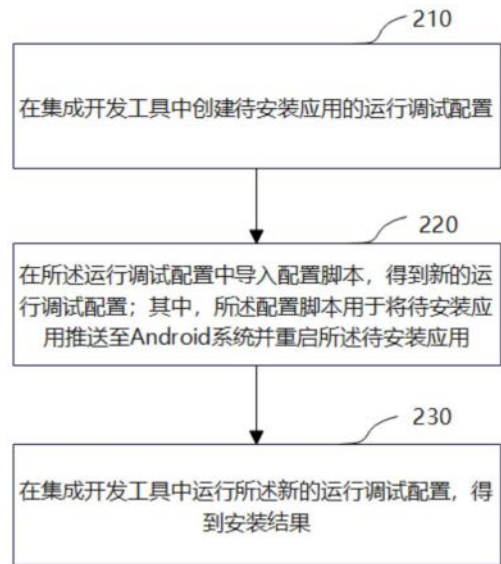 210
在集成开发工具中创建待安装应用的运行调试配置
220
在所述运行调试配置中导入配置脚本，得到新的运
行调试配置；其中，所述配置脚本用于将待安装应
用推送至Android系统并重启所述待安装应用
230
在集成开发工具中运行所述新的运行调试配置，得
到安装结果